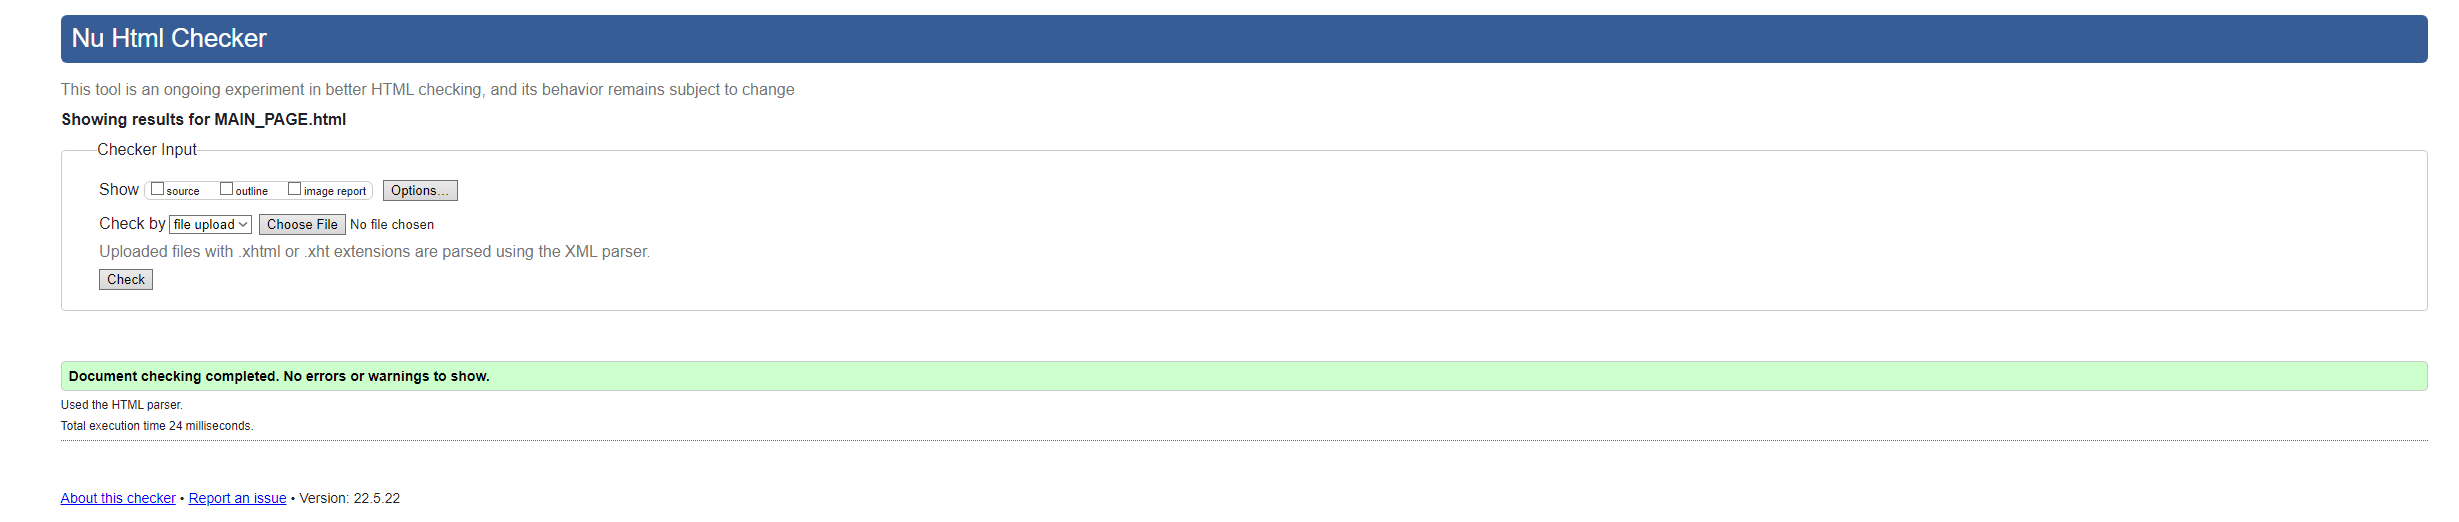 Nu Html Checker
This tool is an ongoing experiment in better HTML checking, and its behavior remains subject to change
Showing results for MAIN_PAGE.html
Checker Input
Show source outline image report Options...
Check by file upload Choose File No file chosen
Uploaded files with .xhtml or .xht extensions are parsed using the XML parser.
Check
Document checking completed. No errors or warnings to show.
Used the HTML parser.
Total execution time 24 milliseconds.
About this checker • Report an issue • Version: 22.5.22